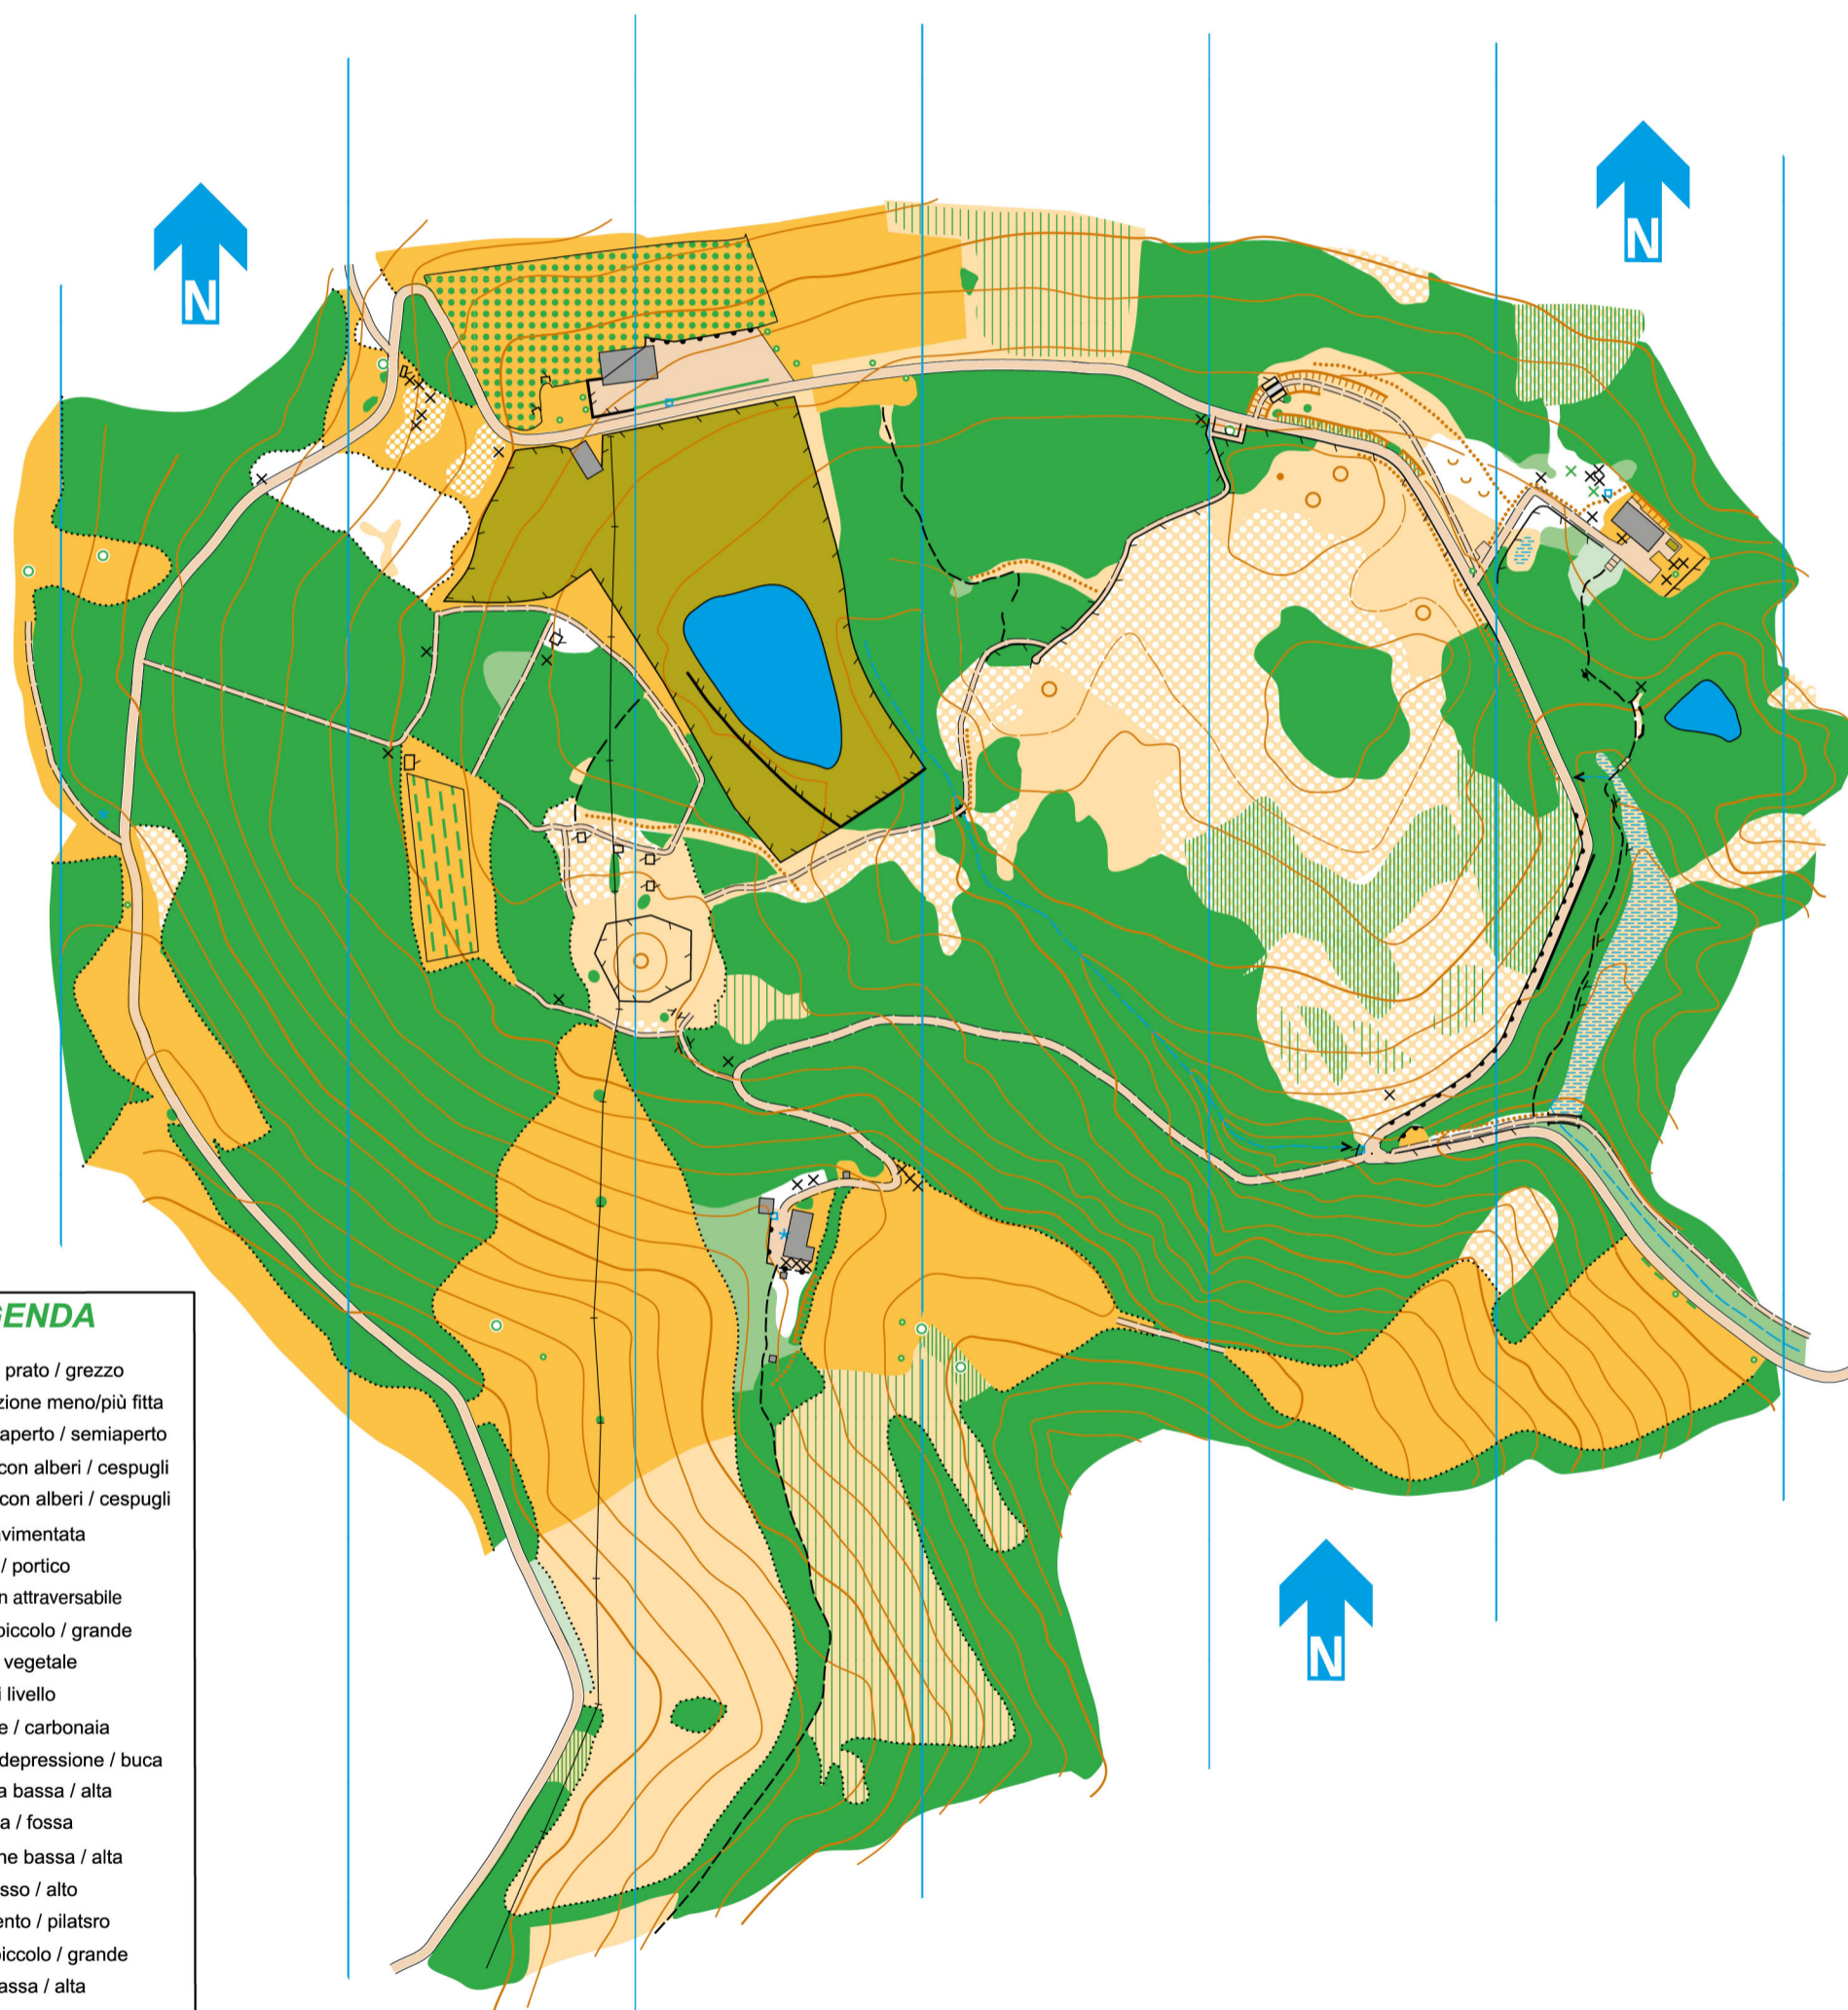 N
N
GENDA
prato / grezzo
zione meno/più fitta
aperto / semiaperto
con alberi / cespugli
con alberi / cespugli
vimentata
/ portico
n attraversabile
piccolo / grande
vegetale
i livello
e / carbonaia
depressione / buca
a bassa / alta
a / fossa
ne bassa / alta
sso / alto
ento / pilatsro
piccolo / grande
assa / alta
N